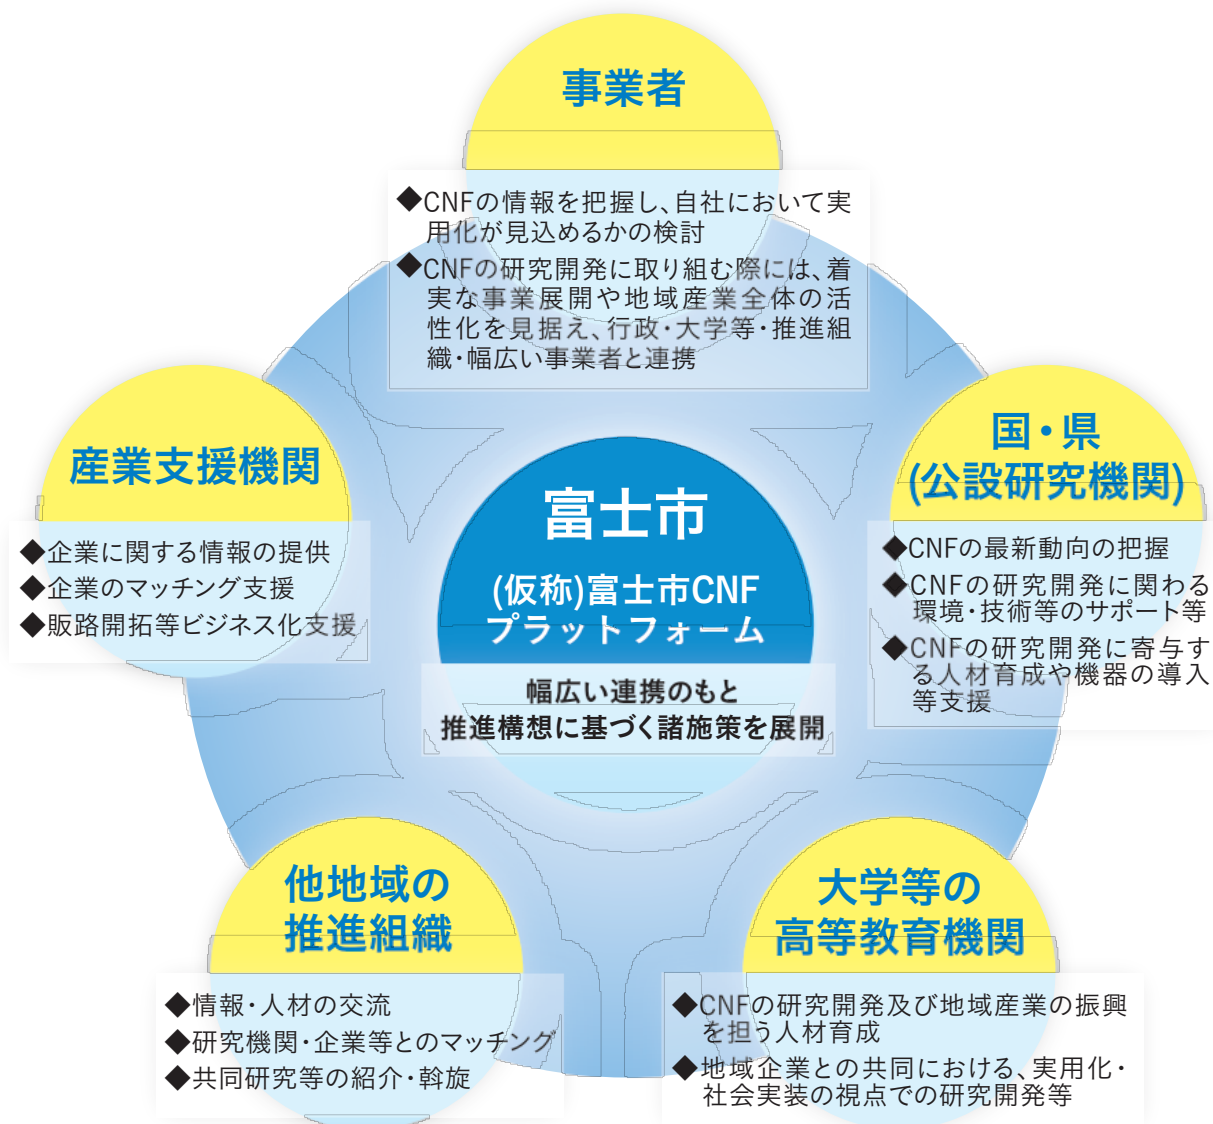 事業者
◆CNFの情報を把握し、自社において実
用化が見込めるかの検討
◆CNFの研究開発に取り組む際には、着
実な事業展開や地域産業全体の活
性化を見据え、行政・大学等・推進組
織・幅広い事業者と連携
産業支援機関
◆企業に関する情報の提供
◆企業のマッチング支援
◆販路開拓等ビジネス化支援
富士市
(仮称)富士市CNF
プラットフォーム
幅広い連携のもと
推進構想に基づく諸施策を展開
国・県
(公設研究機関)
◆CNFの最新動向の把握
◆CNFの研究開発に関わる
環境・技術等のサポート等
◆CNFの研究開発に寄与す
る人材育成や機器の導入
等支援
他地域の
推進組織
◆情報・人材の交流
◆研究機関・企業等とのマッチング
◆共同研究等の紹介・斡旋
大学等の
高等教育機関
◆CNFの研究開発及び地域産業の振興
を担う人材育成
◆地域企業との共同における、実用化・
社会実装の視点での研究開発等